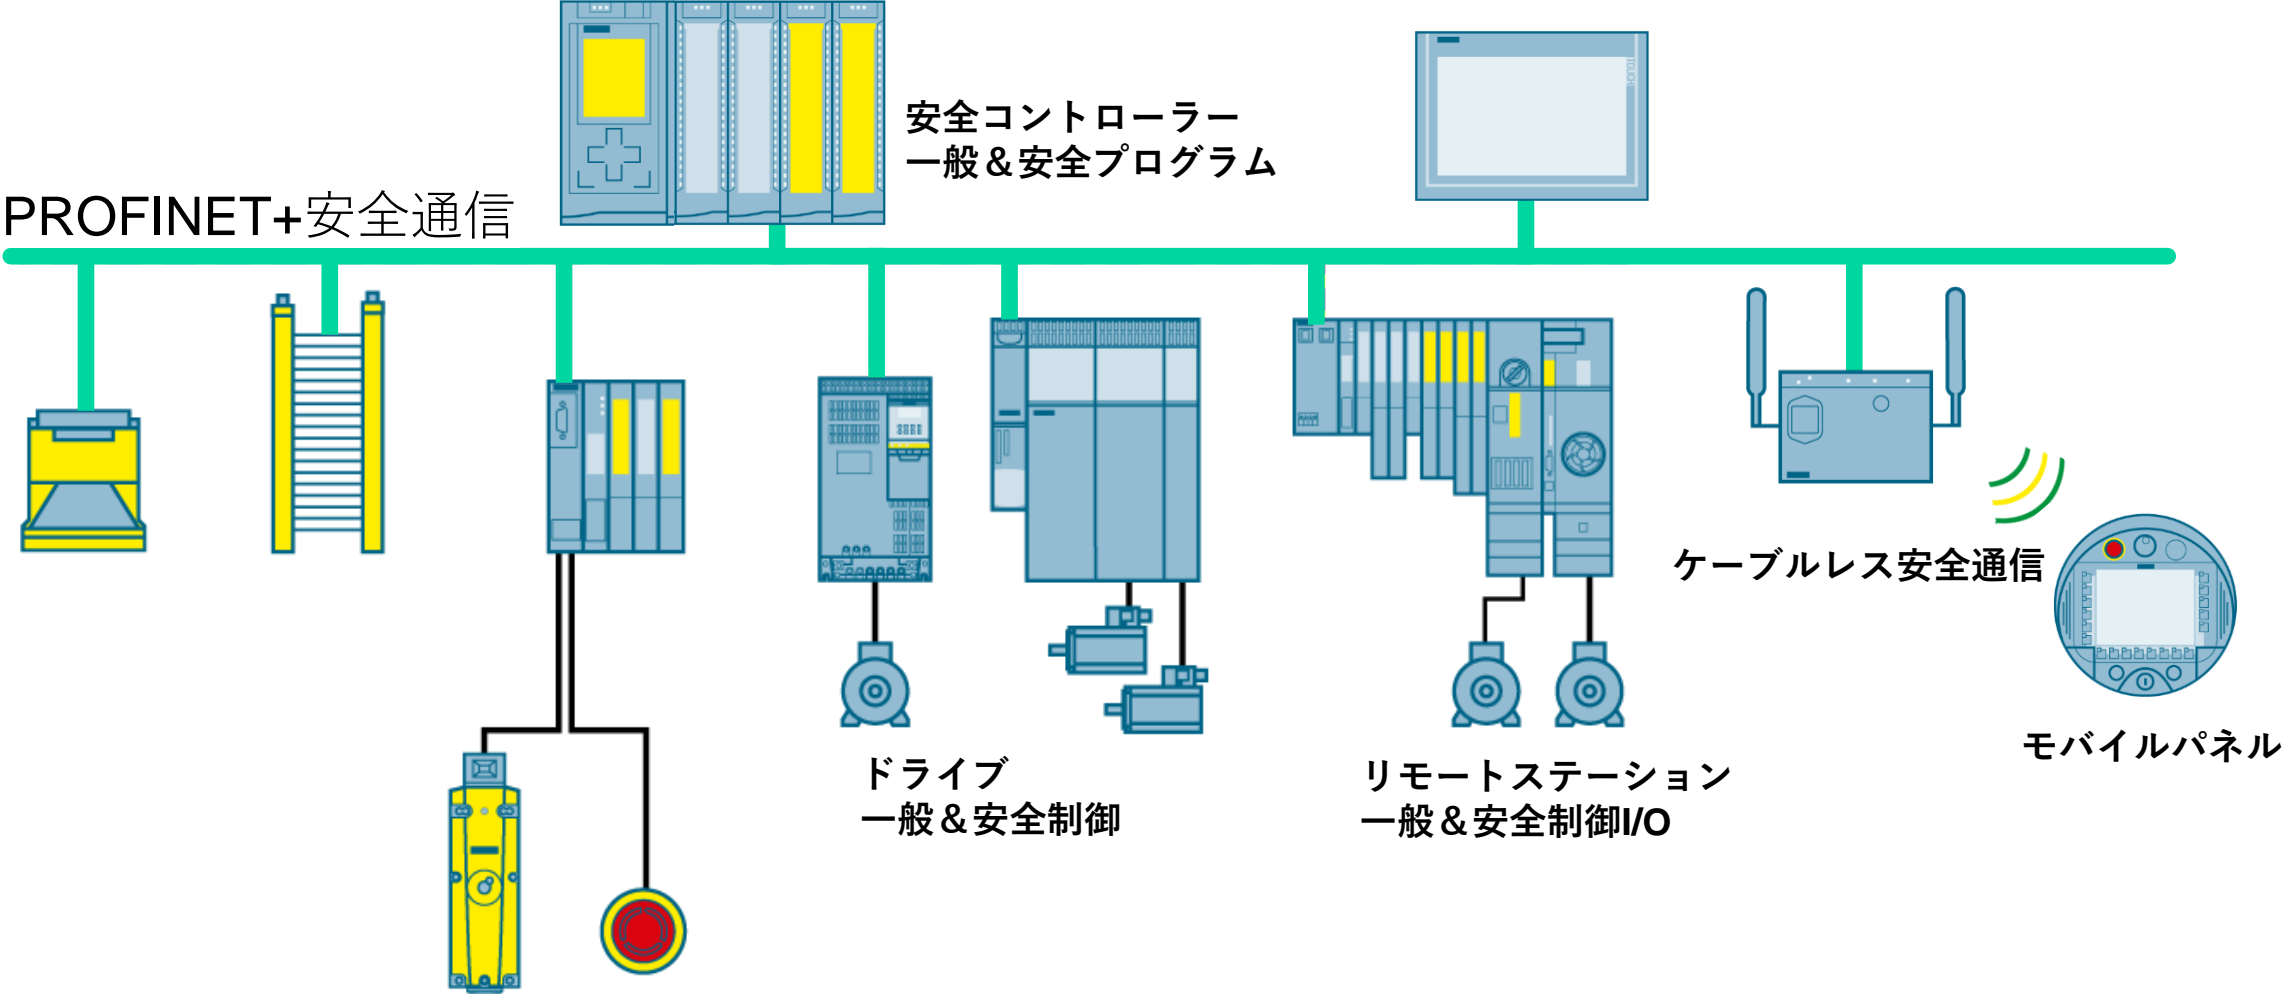 安全コントローラー
一般＆安全プログラム
TOUCH
PROFINET+安全通信
ケーブルレス安全通信
モバイルパネル
ドライブ
一般＆安全制御
リモートステーション
一般＆安全制御I/O